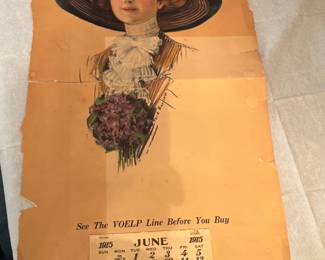 See The VOELP Line Before You Buy
1915 JUNE 1915
SUN MON TUE WED THU FRI SAT
1 2 3 4 5